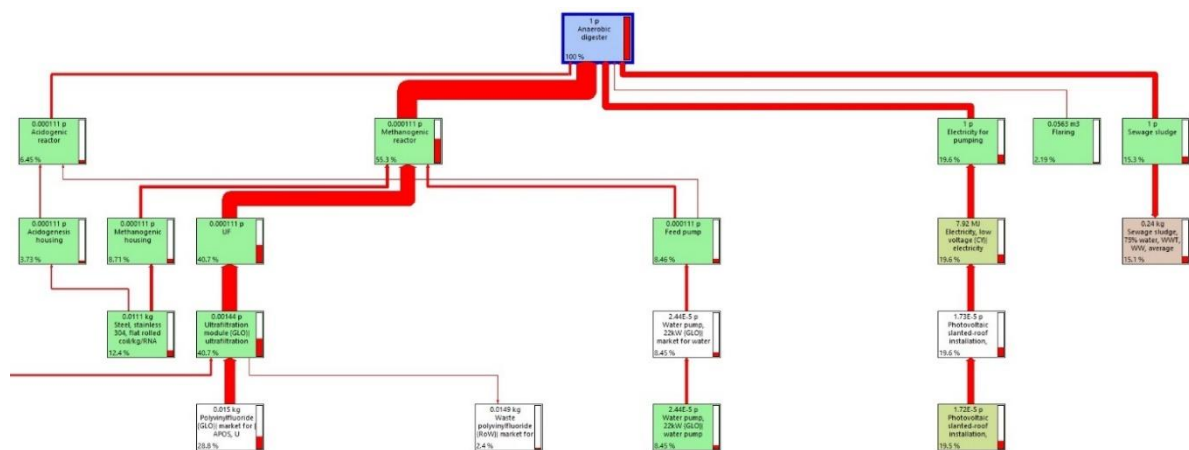 1 p
Anaerobic
digester
100 %
0.000111 p
Acidogenic
reactor
6.45 %
0.000111 p
Methanogenic
reactor
55.3 %
1 p
Electricity for
pumping
19.6 %
0.0563 m3
Flaring
2.19 %
1 p
Sewage sludge
15.3 %
0.000111 p
Acidogenesis
housing
3.73 %
0.000111 p
Methanogenic
housing
8.71 %
0.000111 p
UF
40.7 %
0.000111 p
Feed pump
8.46 %
7.92 MJ
Electricity, low
voltage {CY}|
electricity
19.6 %
0.24 kg
Sewage sludge,
75% water, WWT,
WW, average
15.1 %
0.0111 kg
Steel, stainless
304, flat rolled
coil/kg/RNA
12.4 %
0.00144 p
Ultrafiltration
module {GLO}|
ultrafiltration
40.7 %
2.44E-5 p
Water pump,
22kW {GLO}|
market for water
8.45 %
1.73E-5 p
Photovoltaic
slanted-roof
installation,
19.6 %
0.015 kg
Polyvinylfluoride
{GLO}| market for |
APOS, U
28.8 %
0.0149 kg
Waste
polyvinylfluoride
{RoW}| market for
2.4 %
2.44E-5 p
Water pump,
22kW {GLO}|
water pump
8.45 %
1.72E-5 p
Photovoltaic
slanted-roof
installation,
19.5 %